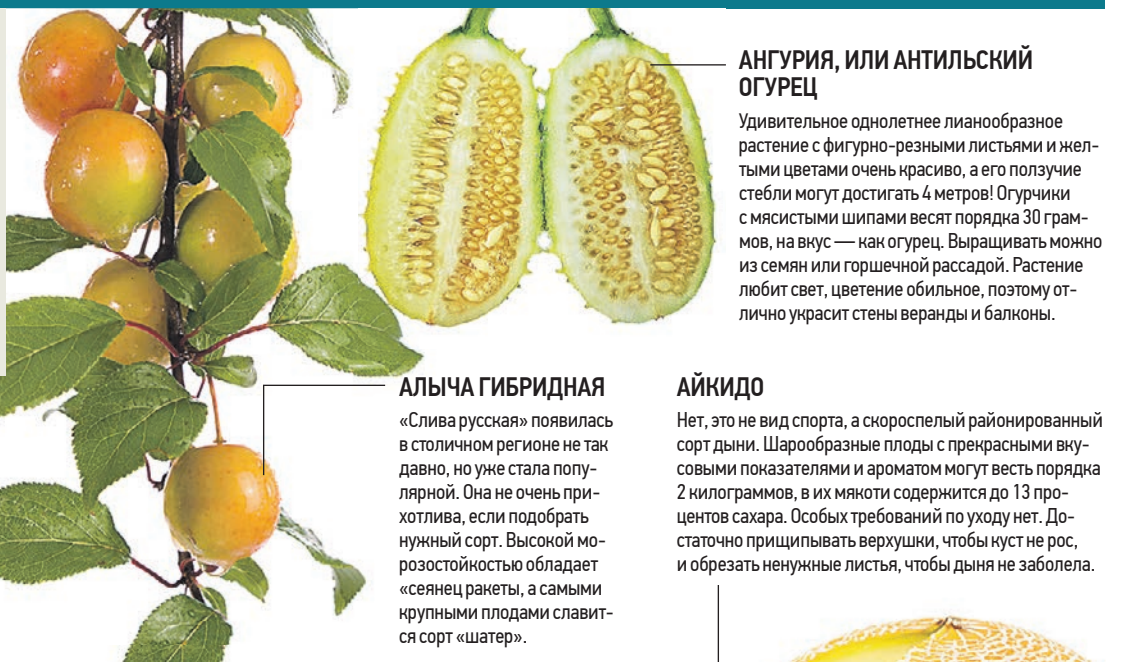 АНГУРИЯ, ИЛИ АНТИЛЬСКИЙ
ОГУРЕЦ
Удивительное однолетнее лианообразное
растение с фигурно-резными листьями и жел-
тыми цветами очень красиво, а его ползучие
стебли могут достигать 4 метров! Огурчики
с мясистыми шипами весят порядка 30 грам-
мов, на вкус — как огурец. Выращивать можно
из семян или горшечной рассадой. Растение
любит свет, цветение обильное, поэтому от-
лично украсит стены веранды и балконы.
АЛЫЧА ГИБРИДНАЯ
«Слива русская» появилась
в столичном регионе не так
давно, но уже стала попу-
лярной. Она не очень при-
хотлива, если подобрать
нужный сорт. Высокой мо-
розостойкостью обладает
«сеянец ракеты, а самыми
крупными плодами славит-
ся сорт «шатер».
АЙКИДО
Нет, это не вид спорта, а скороспелый районированный
сорт дыни. Шарообразные плоды с прекрасными вку-
совыми показателями и ароматом могут весть порядка
2 килограммов, в их мякоти содержится до 13 про-
центов сахара. Особых требований по уходу нет. До-
статочно прищипывать верхушки, чтобы куст не рос,
и обрезать ненужные листья, чтобы дыня не заболела.